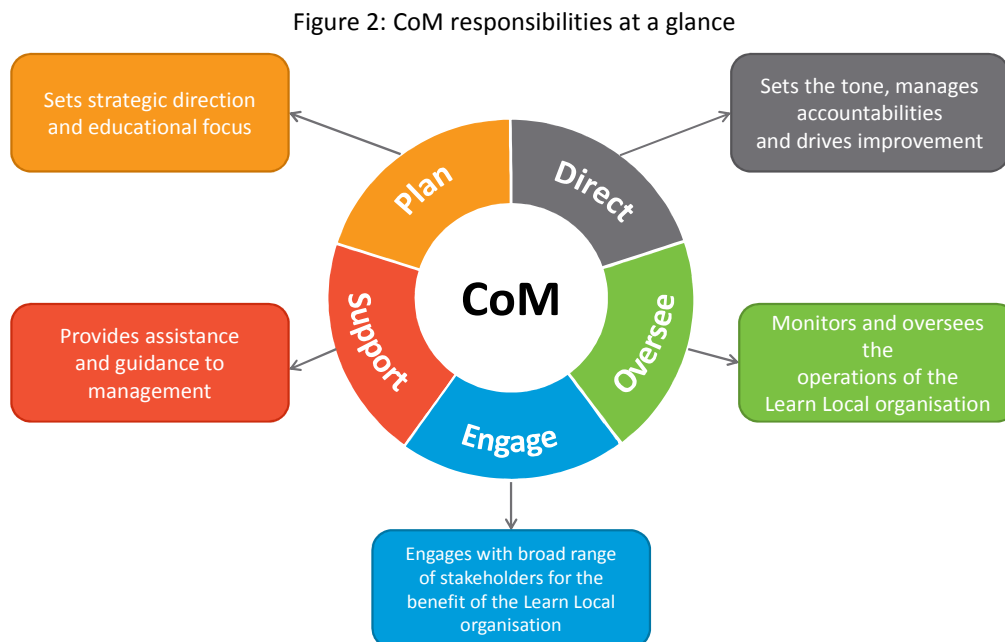 Figure 2: CoM responsibilities at a glance
Sets strategic direction
and educational focus
Sets the tone, manages
accountabilities
and drives improvement
Plan
Direct
CoM
Support
Oversee
Engage
Provides assistance
and guidance to
management
Monitors and oversees
the
operations of the
Learn Local organisation
Engages with broad range
of stakeholders for the
benefit of the Learn Local
organisation